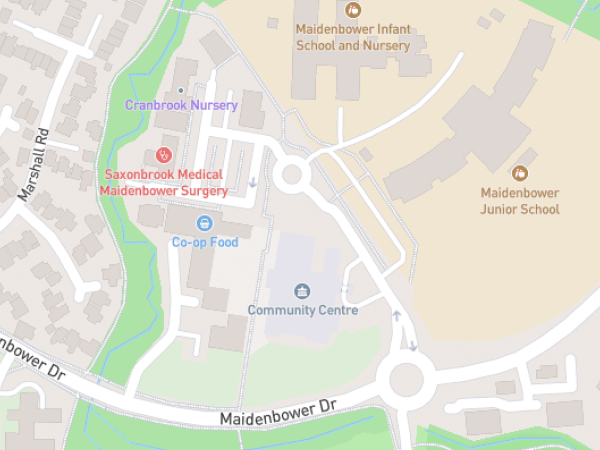 Maidenbower Infant
School and Nursery
Cranbrook Nursery
Marshall Rd
Saxonbrook Medical
Maidenbower Surgery
Maidenbower
Junior School
Co-op Food
Community Centre
nbower Dr
Maidenbower Dr